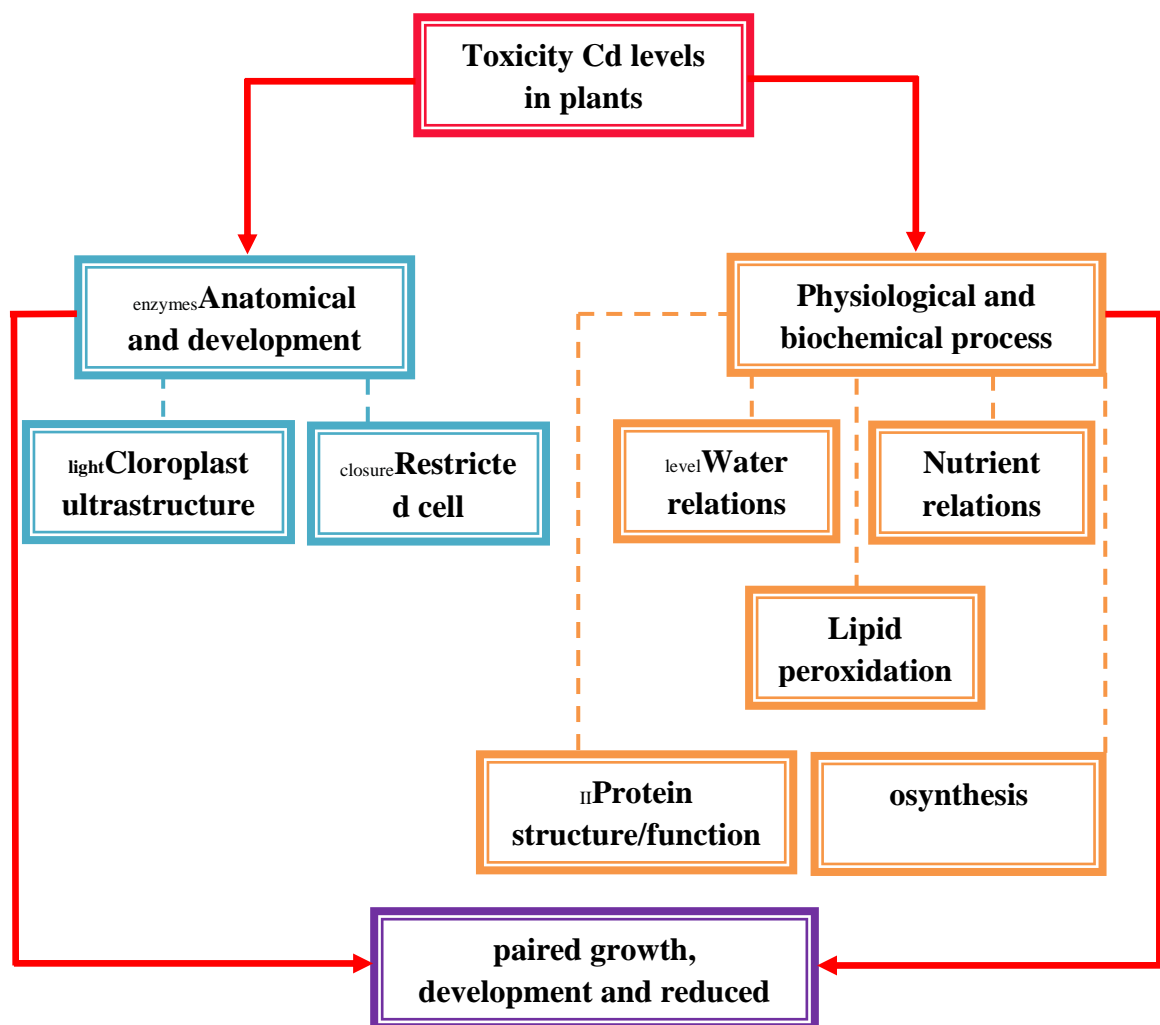 Toxicity Cd levels
in plants
enzymesAnatomical
and development
Physiological and
biochemical process
lightCloroplast
ultrastructure
closureRestricte
d cell
levelWater
relations
Nutrient
relations
Lipid
peroxidation
IIProtein
structure/function
osynthesis
paired growth,
development and reduced